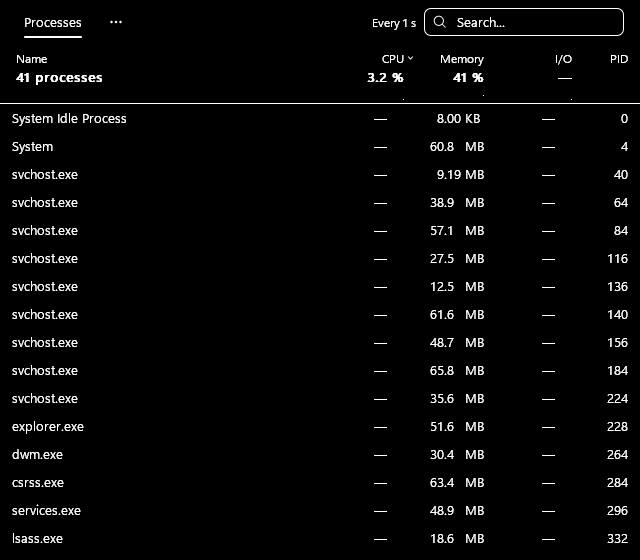 Processes ··· Every 1 s Search...
Name CPU Memory I/O PID
41 processes 3.2 % 41 % —
System Idle Process — 8.00 KB — 0
System — 60.8 MB — 4
svchost.exe — 9.19 MB — 40
svchost.exe — 38.9 MB — 64
svchost.exe — 57.1 MB — 84
svchost.exe — 27.5 MB — 116
svchost.exe — 12.5 MB — 136
svchost.exe — 61.6 MB — 140
svchost.exe — 48.7 MB — 156
svchost.exe — 65.8 MB — 184
svchost.exe — 35.6 MB — 224
explorer.exe — 51.6 MB — 228
dwm.exe — 30.4 MB — 264
csrss.exe — 63.4 MB — 284
services.exe — 48.9 MB — 296
lsass.exe — 18.6 MB — 332